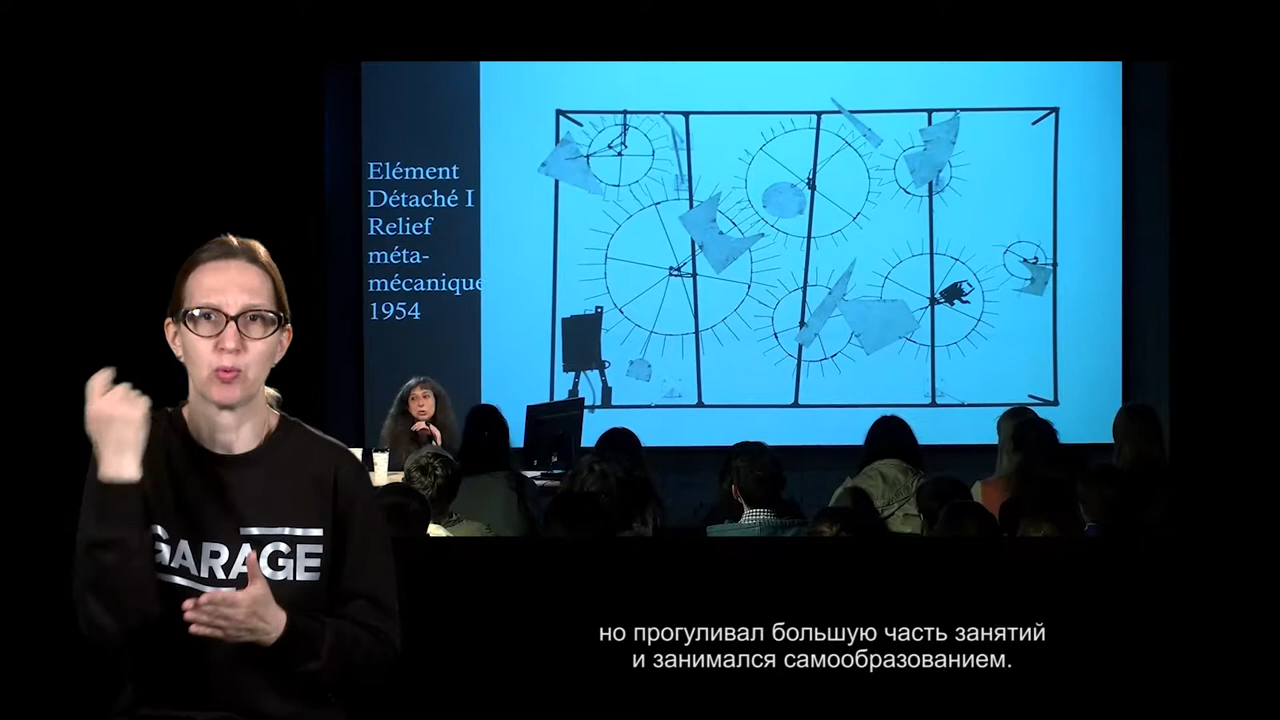 Elément
Détaché I
Relief
méta-
mécanique
1954
GARAGE
но прогуливал большую часть занятий
и занимался самообразованием.